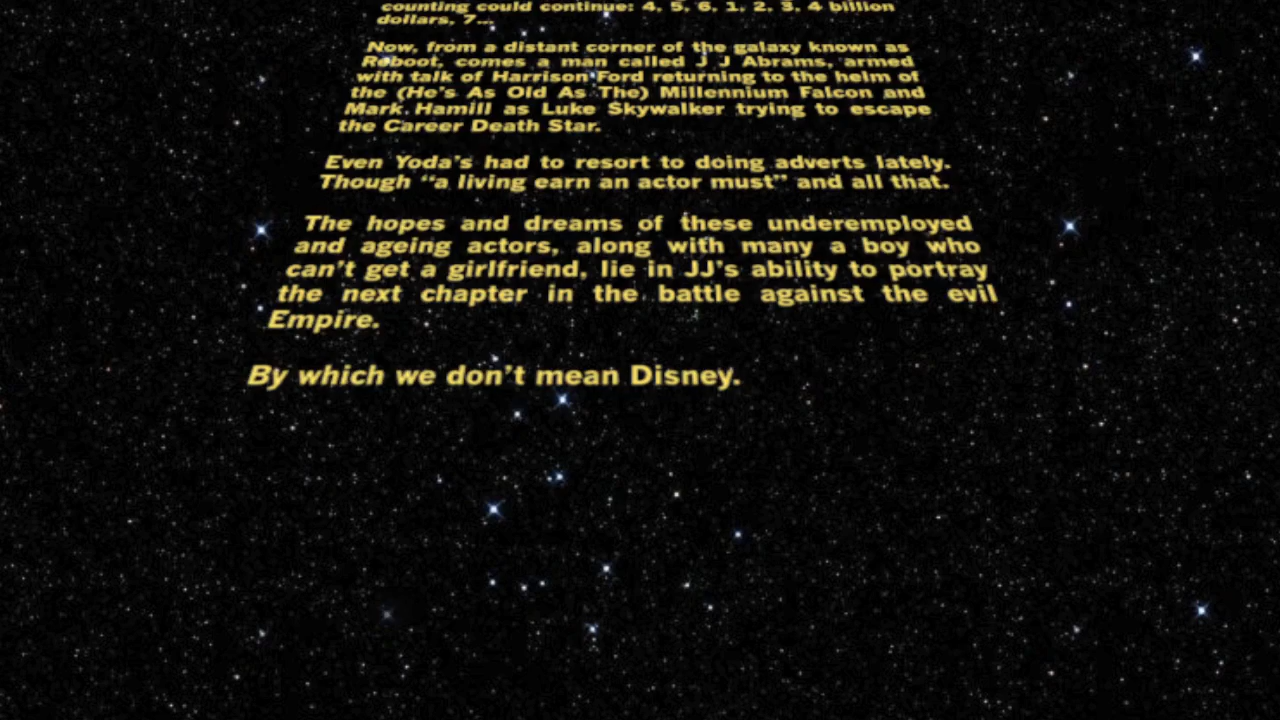 counting could continue: 4, 5, 6, 1, 2, 3, 4 billion
dollars, 7...
Now, from a distant corner of the galaxy known as
Reboot, comes a man called J J Abrams, armed
with talk of Harrison Ford returning to the helm of
the (He's As Old As The) Millennium Falcon and
Mark Hamill as Luke Skywalker trying to escape
the Career Death Star.
Even Yoda's had to resort to doing adverts lately.
Though “a living earn an actor must” and all that.
The hopes and dreams of these underemployed
and ageing actors, along with many a boy who
can't get a girlfriend, lie in JJ's ability to portray
the next chapter in the battle against the evil
Empire.
By which we don't mean Disney.